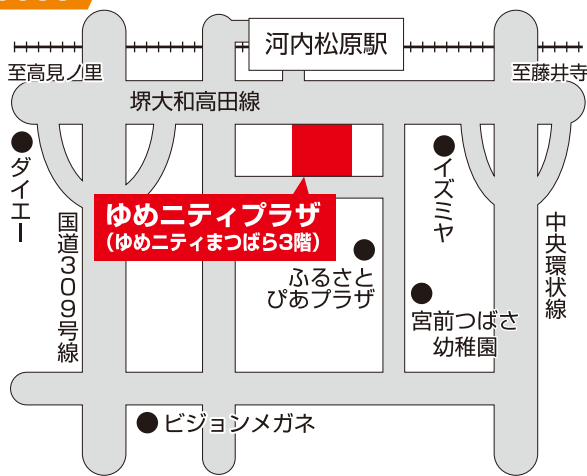 河内松原駅
至高見ノ里
至藤井寺
堺大和高田線
ダイエー
イズミヤ
ゆめニティプラザ
(ゆめニティまつばら3階)
国道309号線
中央環状線
ふるさと
ぴあプラザ
宮前つばさ
幼稚園
ビジョンメガネ